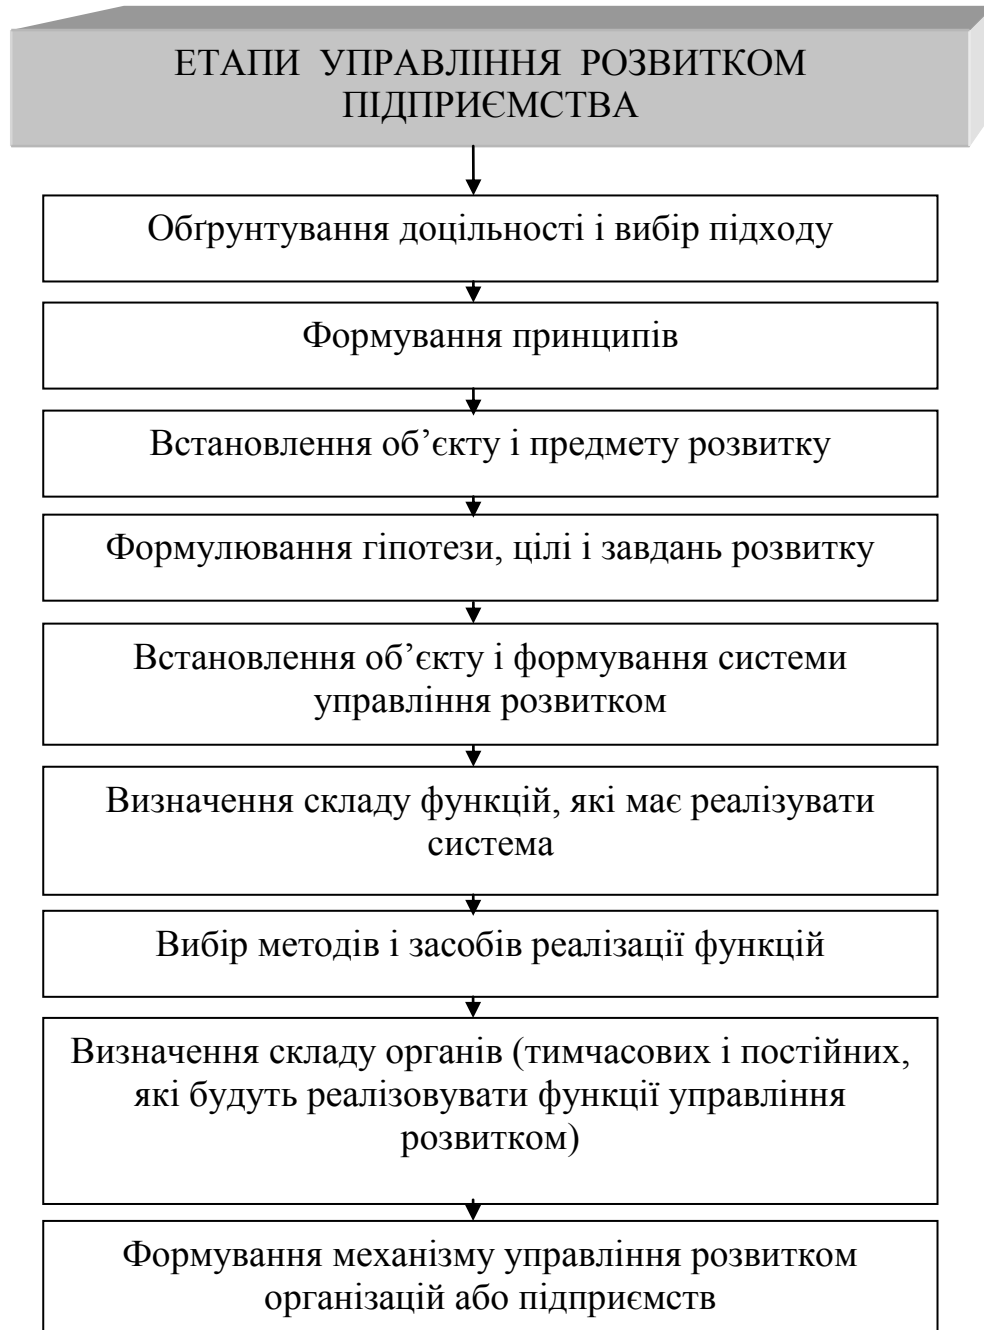 ЕТАПИ УПРАВЛІННЯ РОЗВИТКОМ
ПІДПРИЄМСТВА
Обґрунтування доцільності і вибір підходу
Формування принципів
Встановлення об’єкту і предмету розвитку
Формулювання гіпотези, цілі і завдань розвитку
Встановлення об’єкту і формування системи
управління розвитком
Визначення складу функцій, які має реалізувати
система
Вибір методів і засобів реалізації функцій
Визначення складу органів (тимчасових і постійних,
які будуть реалізовувати функції управління
розвитком)
Формування механізму управління розвитком
організацій або підприємств